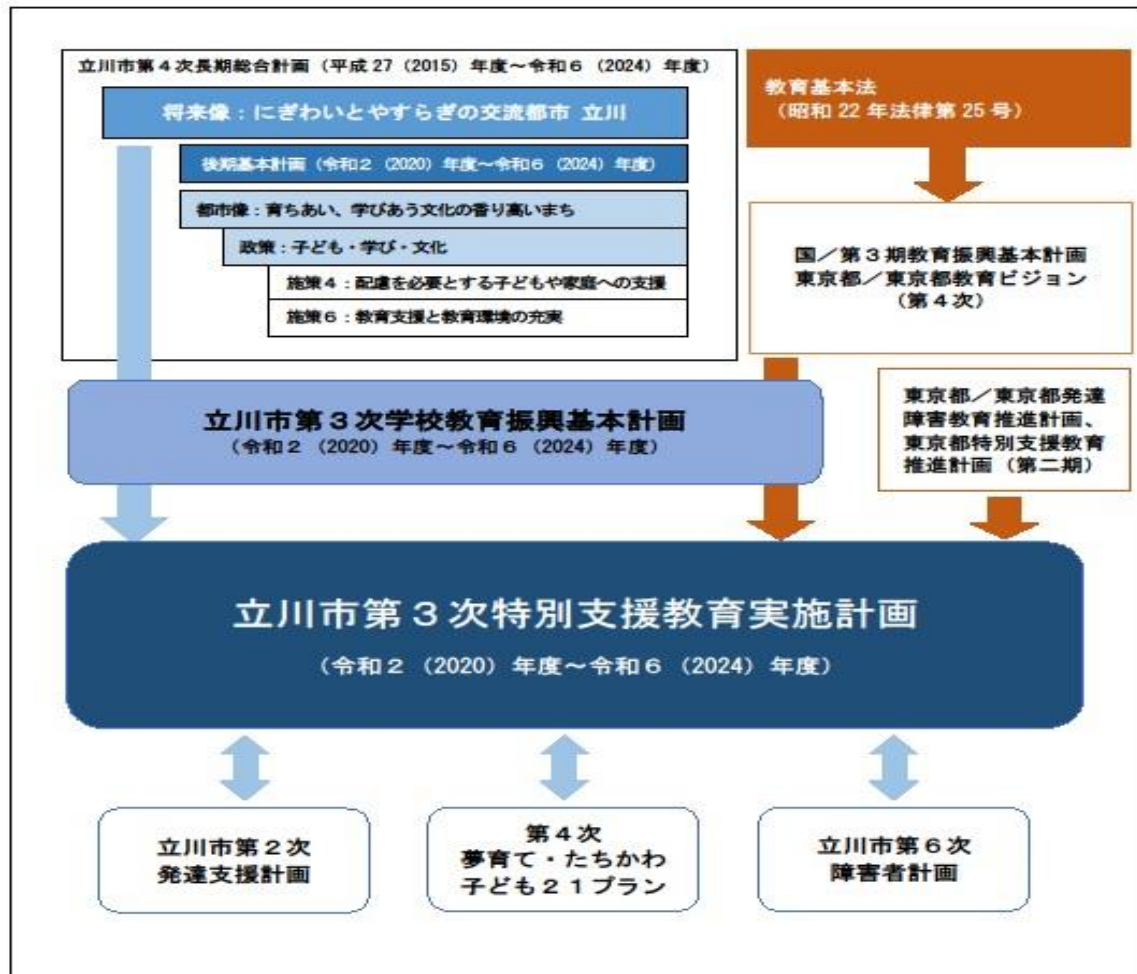 立川市第４次長期総合計画（平成27（2015）年度～令和６（2024）年度）
将来像：にぎわいとやすらぎの交流都市 立川
後期基本計画（令和２（2020）年度～令和６（2024）年度）
都市像：育ちあい、学びあう文化の香り高いまち
政策：子ども・学び・文化
施策４：配慮を必要とする子どもや家庭への支援
施策６：教育支援と教育環境の充実
教育基本法
（昭和22年法律第25号）
国／第３期教育振興基本計画
東京都／東京都教育ビジョン
（第４次）
立川市第３次学校教育振興基本計画
（令和２（2020）年度～令和６（2024）年度）
東京都／東京都発達
障害教育推進計画、
東京都特別支援教育
推進計画（第二期）
立川市第３次特別支援教育実施計画
（令和２（2020）年度～令和６（2024）年度）
立川市第２次
発達支援計画
第４次
夢育て・たちかわ
子ども２１プラン
立川市第６次
障害者計画